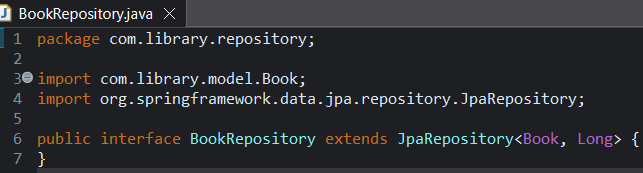 BookRepository.java
1 package com.library.repository;
2
3 import com.library.model.Book;
4 import org.springframework.data.jpa.repository.JpaRepository;
5
6 public interface BookRepository extends JpaRepository<Book, Long> {
7 }